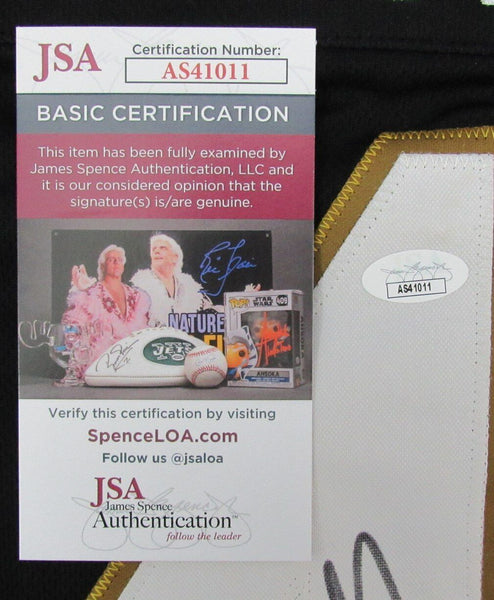 JSA
Certification Number:
AS41011
BASIC CERTIFICATION
This item has been fully examined by
James Spence Authentication, LLC and
it is our considered opinion that the
signature(s) is/are genuine.
NATURE
JETS
STAR WARS
AHSOKA
Verify this certification by visiting
SpenceLOA.com
Follow us @jsaloa
JSA
James Spence
Authentication™
follow the leader
AS41011